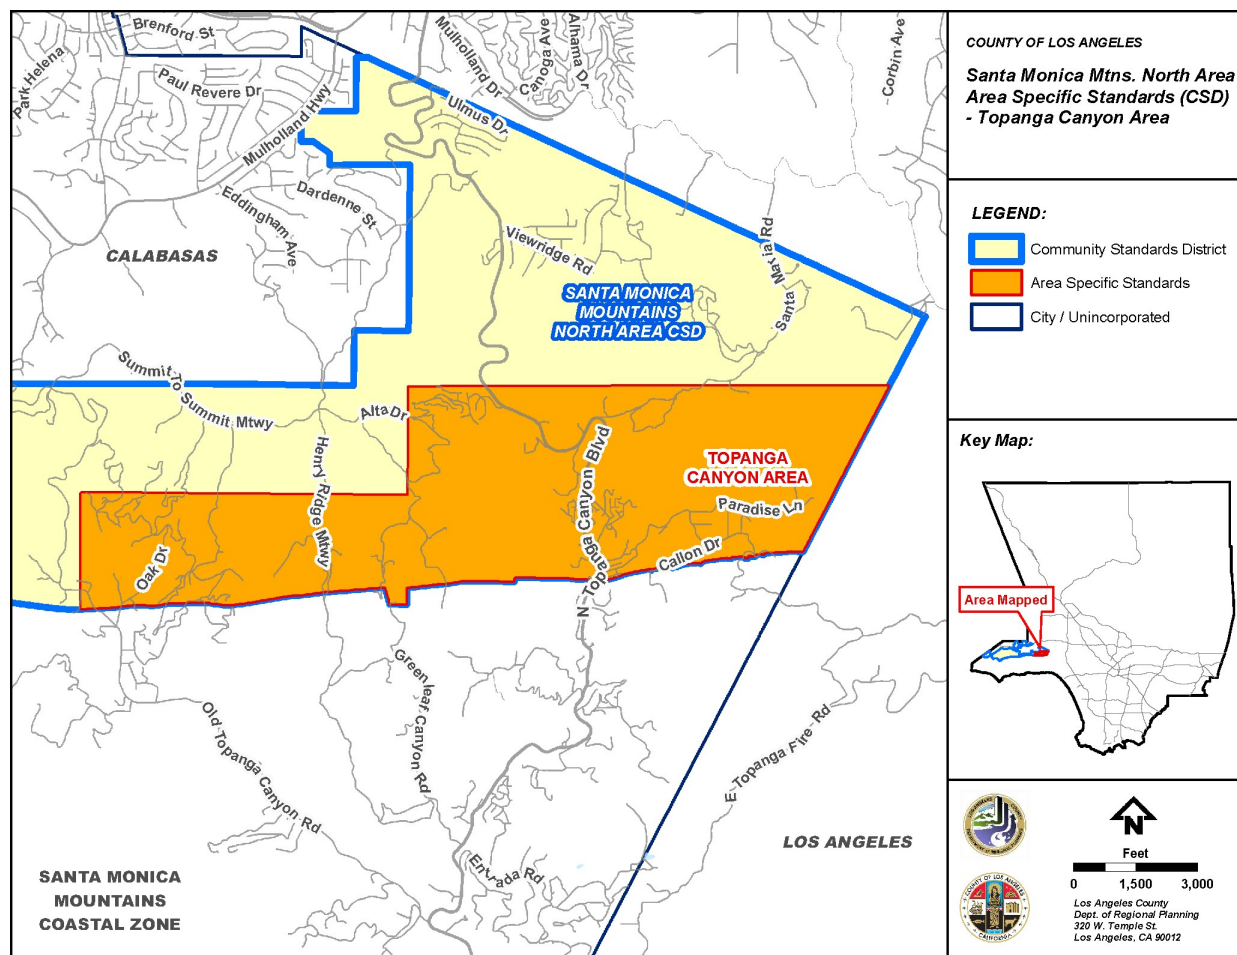 Brenford St
Park Helena
Paul Revere Dr
Mulholland Hwy
Mulholland Dr
Canoga Ave
Alhama Dr
Corbin Ave
Ulmus Dr
Eddingham Ave
Dardenne St
CALABASAS
Viewridge Rd
Santa Maria Rd
SANTA MONICA
MOUNTAINS
NORTH AREA CSD
Summit To Summit Mtwy
Alta Dr
Henry Ridge Mtwy
N Topanga Canyon Blvd
TOPANGA
CANYON AREA
Paradise Ln
Callon Dr
Oak Dr
Old Topanga Canyon Rd
Greenleaf Canyon Rd
E Topanga Fire Rd
Entrada Rd
LOS ANGELES
SANTA MONICA
MOUNTAINS
COASTAL ZONE
COUNTY OF LOS ANGELES
Santa Monica Mtns. North Area
Area Specific Standards (CSD)
- Topanga Canyon Area
LEGEND:
Community Standards District
Area Specific Standards
City / Unincorporated
Key Map:
Area Mapped
N
Feet
0 1,500 3,000
COUNTY OF LOS ANGELES
CALIFORNIA
Los Angeles County
Dept. of Regional Planning
320 W. Temple St.
Los Angeles, CA 90012